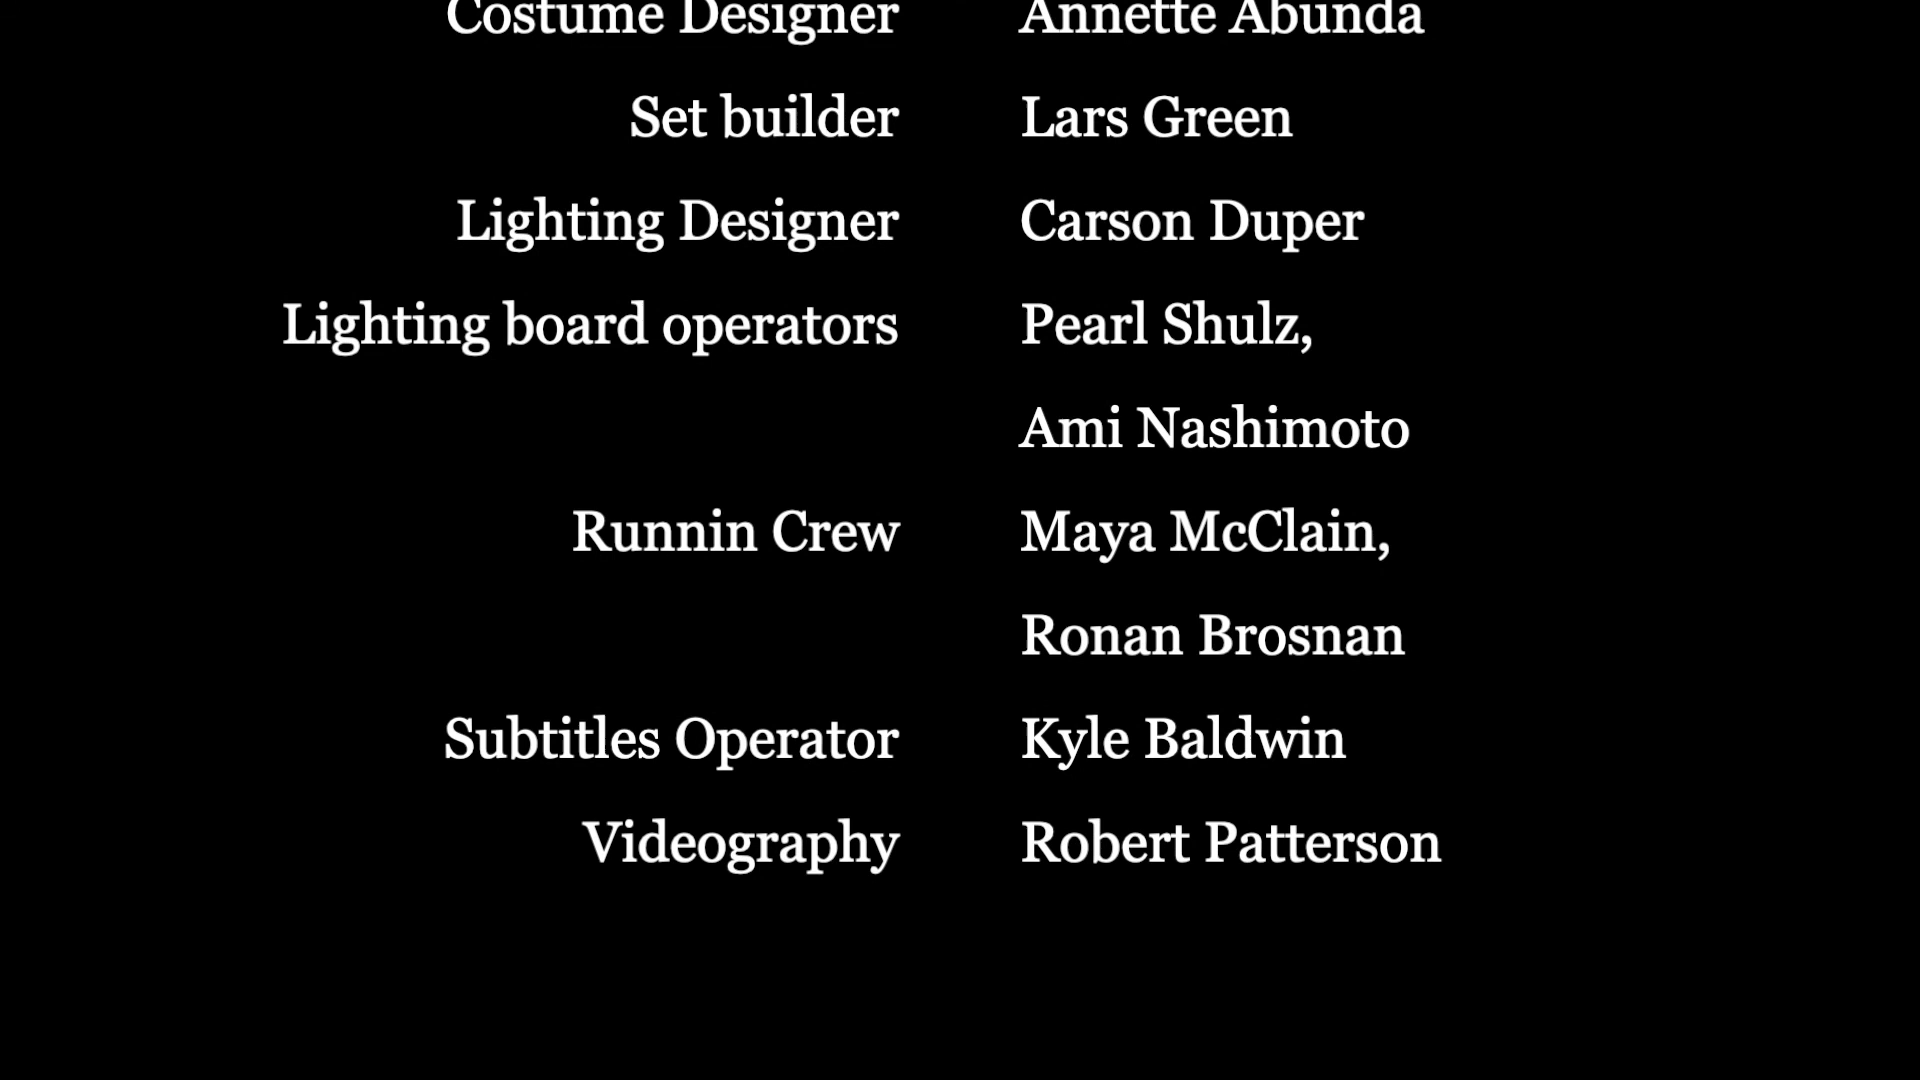 Costume Designer Annette Abunda
Set builder Lars Green
Lighting Designer Carson Duper
Lighting board operators Pearl Shulz,
Ami Nashimoto
Runnin Crew Maya McClain,
Ronan Brosnan
Subtitles Operator Kyle Baldwin
Videography Robert Patterson